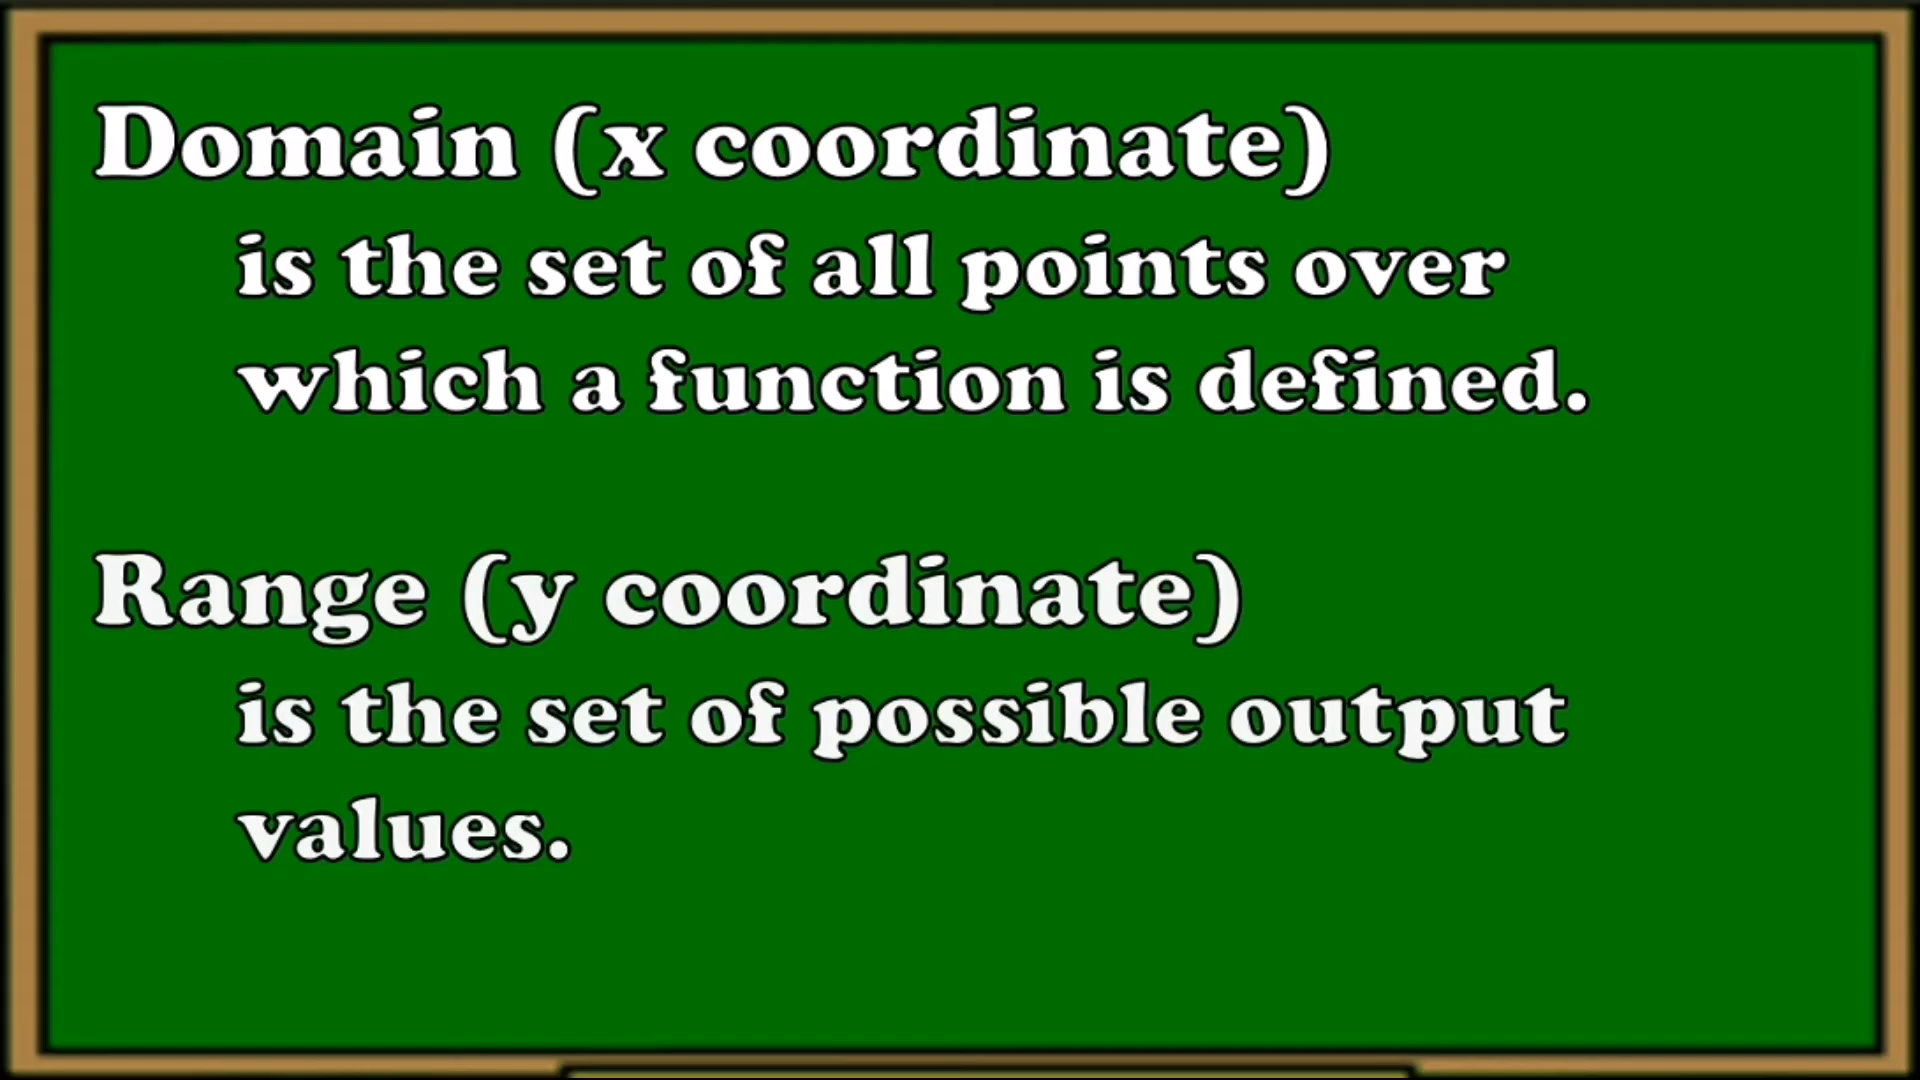 Domain (x coordinate)
is the set of all points over
which a function is defined.
Range (y coordinate)
is the set of possible output
values.